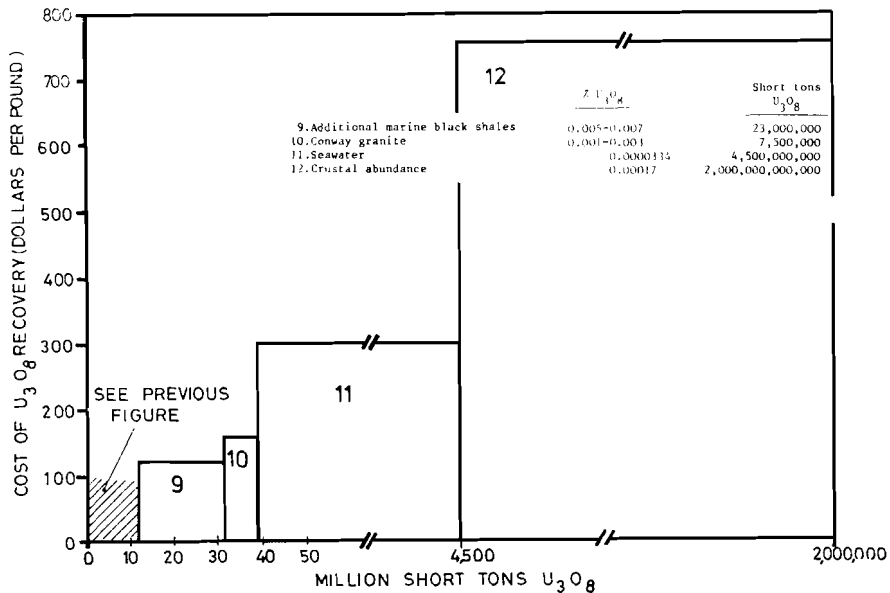 COST OF U3O8 RECOVERY (DOLLARS PER POUND)
800
700
600
500
400
300
200
100
0
12
% U3O8
Short tons
U3O8
9.Additional marine black shales 0.005-0.007 23,000,000
10.Conway granite 0.001-0.003 7,500,000
11.Seawater 0.0000334 4,500,000,000
12.Crustal abundance 0.00017 2,000,000,000,000
SEE PREVIOUS
FIGURE
9
10
11
0 10 20 30 40 50 4,500 2,000,000
MILLION SHORT TONS U3O8